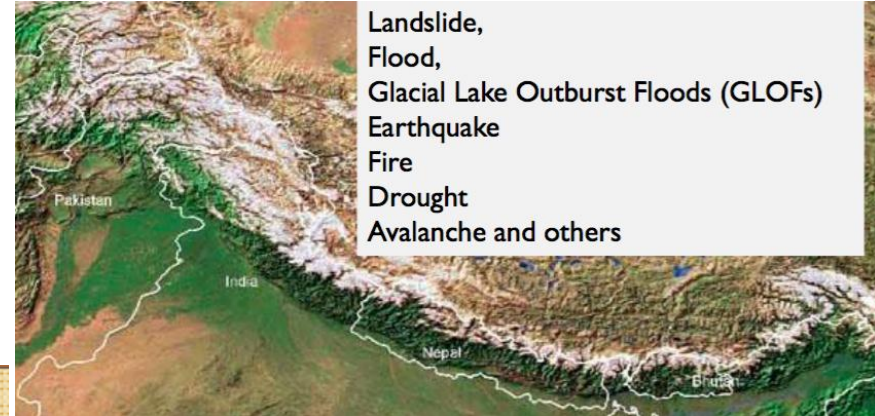 Landslide,
Flood,
Glacial Lake Outburst Floods (GLOFs)
Earthquake
Fire
Drought
Avalanche and others
Pakistan
India
Nepal
Bhutan